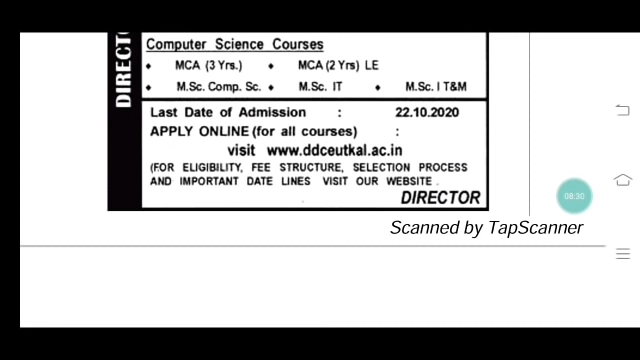 DIRECTO
Computer Science Courses
♦ MCA (3 Yrs.) ♦ MCA (2 Yrs) LE
♦ M.Sc. Comp. Sc. ♦ M.Sc. IT ♦ M.Sc. I T&M
Last Date of Admission : 22.10.2020
APPLY ONLINE (for all courses) :
visit www.ddceutkal.ac.in
(FOR ELIGIBILITY, FEE STRUCTURE, SELECTION PROCESS
AND IMPORTANT DATE LINES VISIT OUR WEBSITE .
DIRECTOR
08:30
Scanned by TapScanner